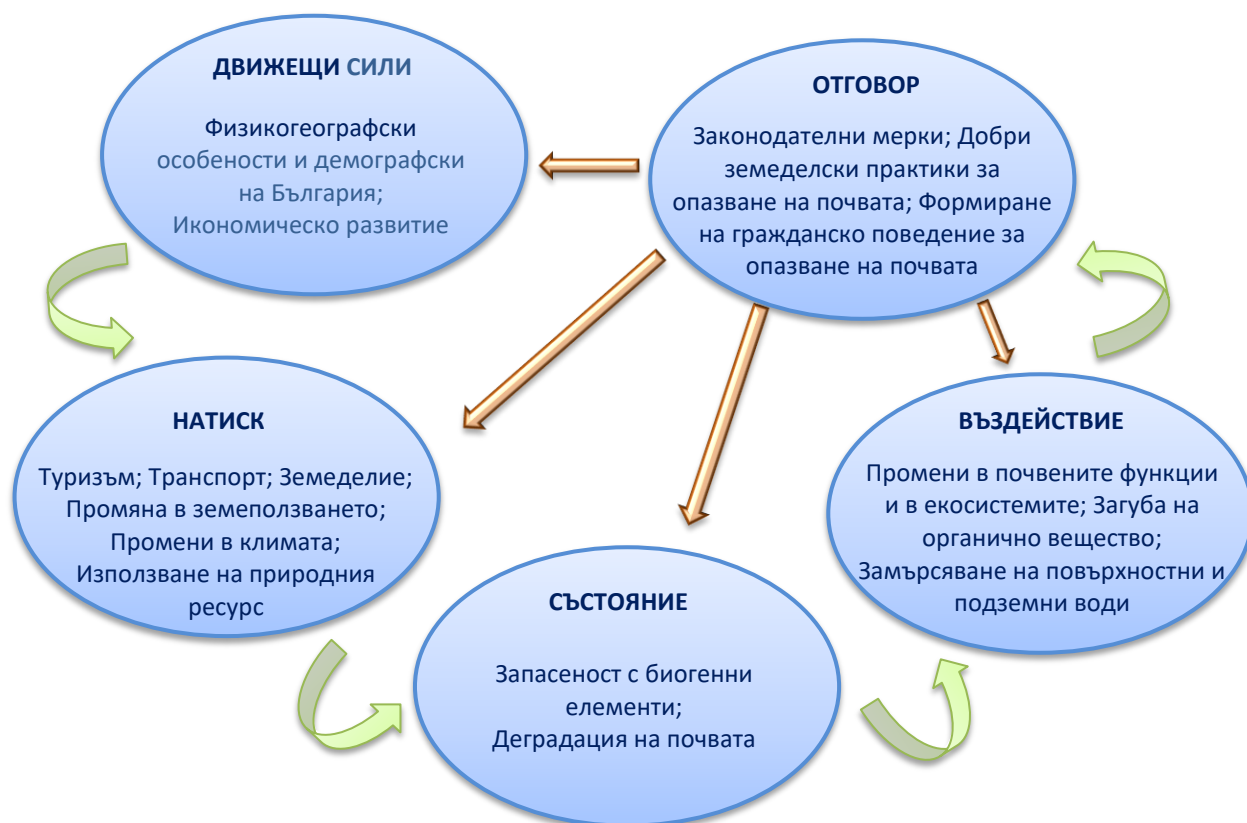 ДВИЖЕЩИ СИЛИ
Физикогеографски
особености и демографски
на България;
Икономическо развитие
ОТГОВОР
Законодателни мерки; Добри
земеделски практики за
опазване на почвата; Формиране
на гражданско поведение за
опазване на почвата
НАТИСК
Туризъм; Транспорт; Земеделие;
Промяна в земеползването;
Промени в климата;
Използване на природния
ресурс
СЪСТОЯНИЕ
Запасеност с биогенни
елементи;
Деградация на почвата
ВЪЗДЕЙСТВИЕ
Промени в почвените функции
и в екосистемите; Загуба на
органично вещество;
Замърсяване на повърхностни и
подземни води